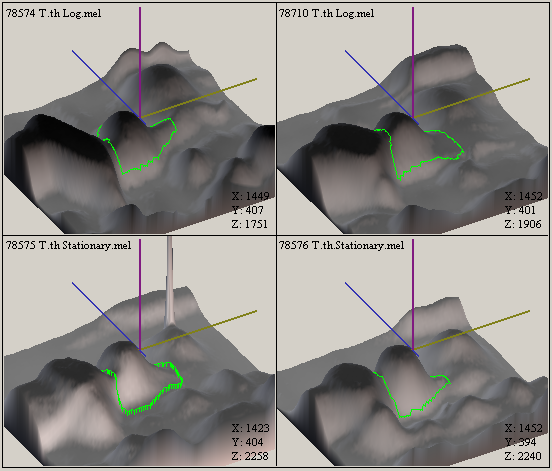 78574 T.th Log.mel
X: 1449
Y: 407
Z: 1751
78710 T.th Log.mel
X: 1452
Y: 401
Z: 1906
78575 T.th Stationary.mel
X: 1423
Y: 404
Z: 2258
78576 T.th.Stationary.mel
X: 1452
Y: 394
Z: 2240